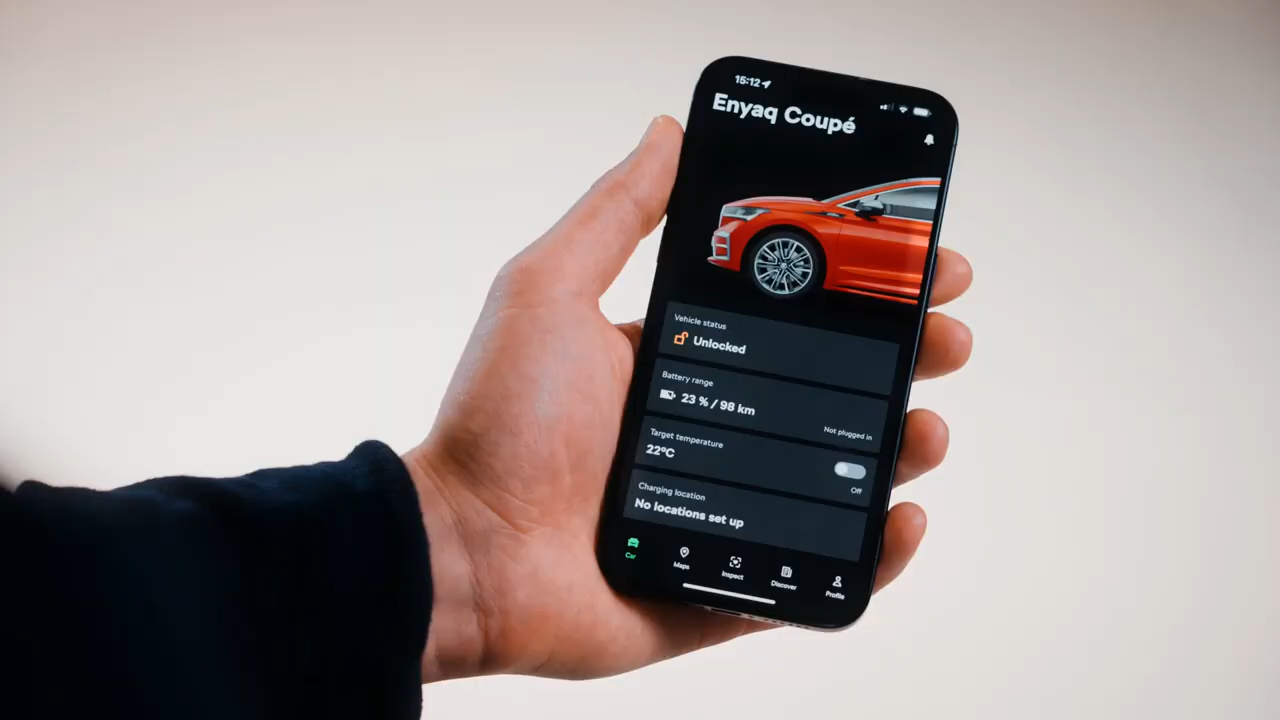 15:12
Enyaq Coupé
Vehicle status
Unlocked
Battery range
23 % / 98 km
Not plugged in
Target temperature
22°C
Off
Charging location
No locations set up
Car
Maps
Inspect
Discover
Profile